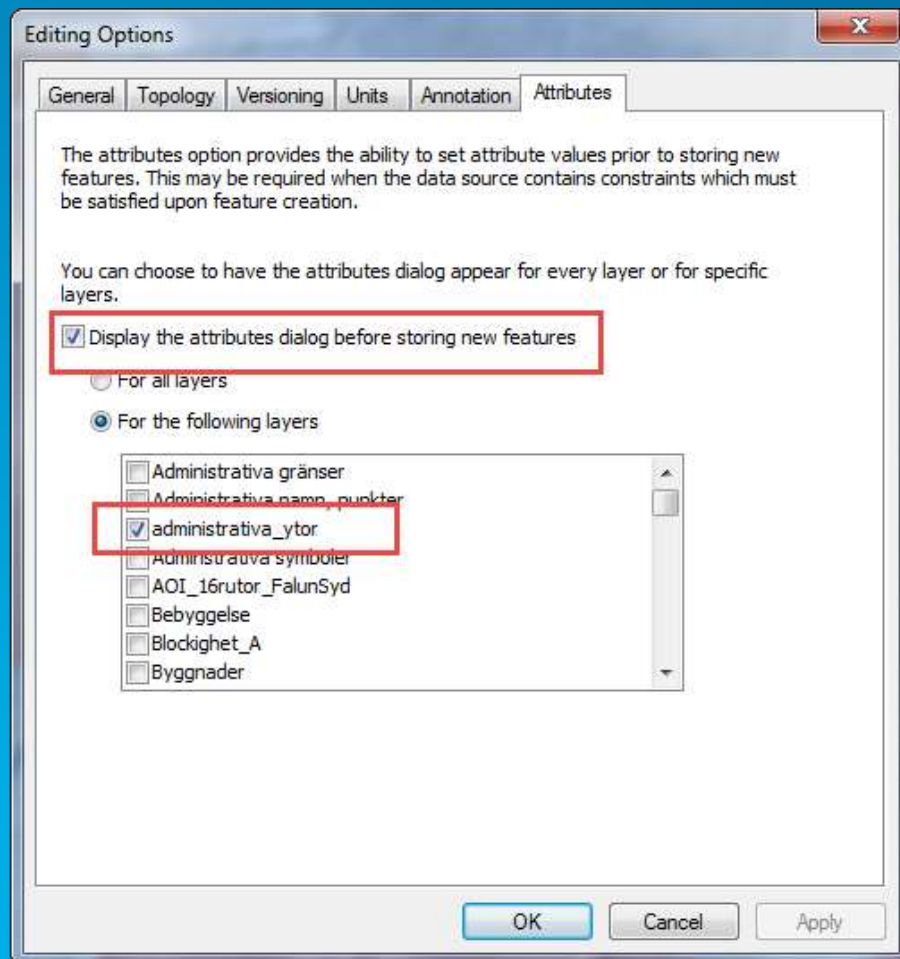 Editing Options
General Topology Versioning Units Annotation Attributes
The attributes option provides the ability to set attribute values prior to storing new
features. This may be required when the data source contains constraints which must
be satisfied upon feature creation.
You can choose to have the attributes dialog appear for every layer or for specific
layers.
Display the attributes dialog before storing new features
For all layers
For the following layers
Administrativa gränser
Administrativa namn, punkter
administrativa_ytor
Administrativa symboler
AOI_16rutor_FalunSyd
Bebyggelse
Blockighet_A
Byggnader
OK Cancel Apply